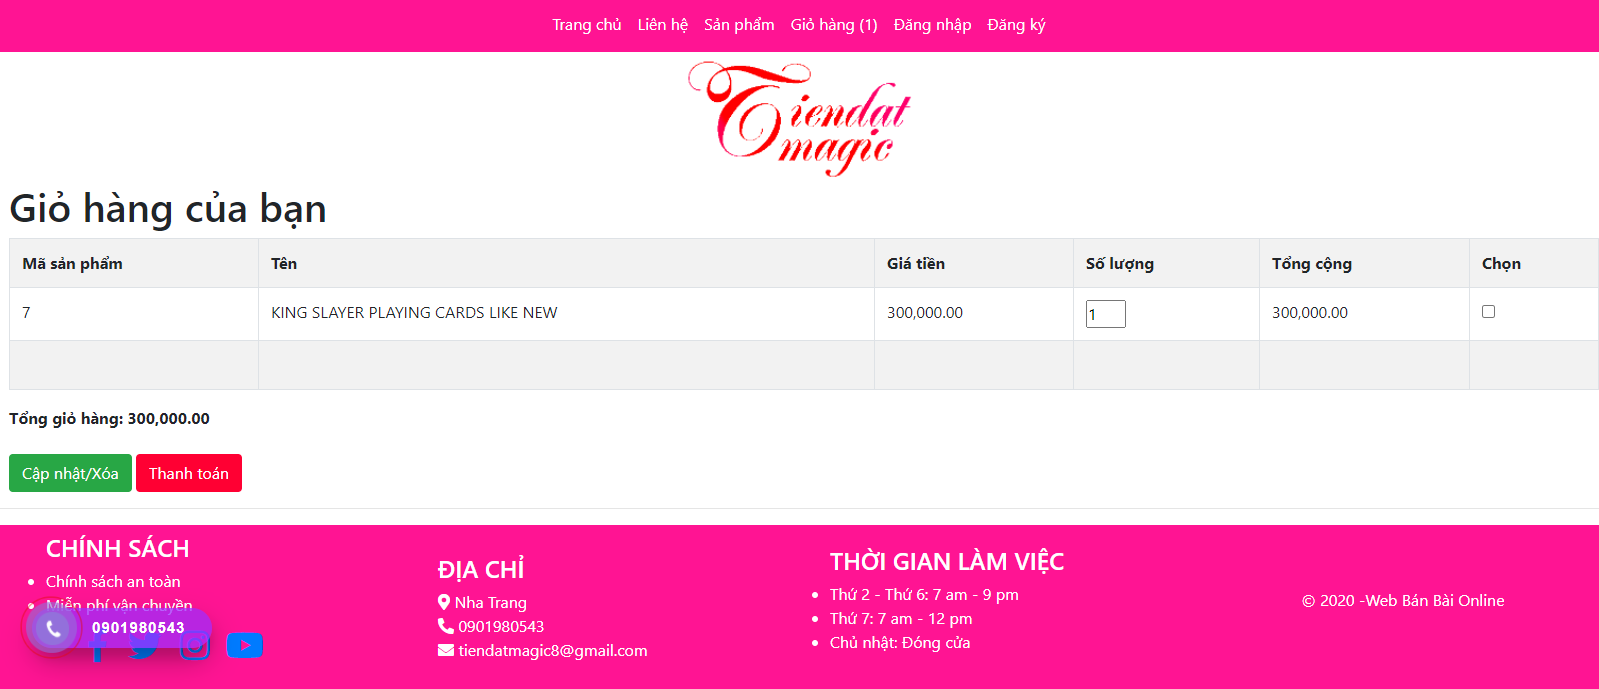 Trang chủ Liên hệ Sản phẩm Giỏ hàng (1) Đăng nhập Đăng ký
Tiendat
magic
Giỏ hàng của bạn
Mã sản phẩm Tên Giá tiền Số lượng Tổng cộng Chọn
7 KING SLAYER PLAYING CARDS LIKE NEW 300,000.00 1 300,000.00
Tổng giỏ hàng: 300,000.00
Cập nhật/Xóa Thanh toán
CHÍNH SÁCH
Chính sách an toàn
Miễn phí vận chuyển
0901980543
ĐỊA CHỈ
Nha Trang
0901980543
tiendatmagic8@gmail.com
THỜI GIAN LÀM VIỆC
Thứ 2 - Thứ 6: 7 am - 9 pm
Thứ 7: 7 am - 12 pm
Chủ nhật: Đóng cửa
© 2020 -Web Bán Bài Online